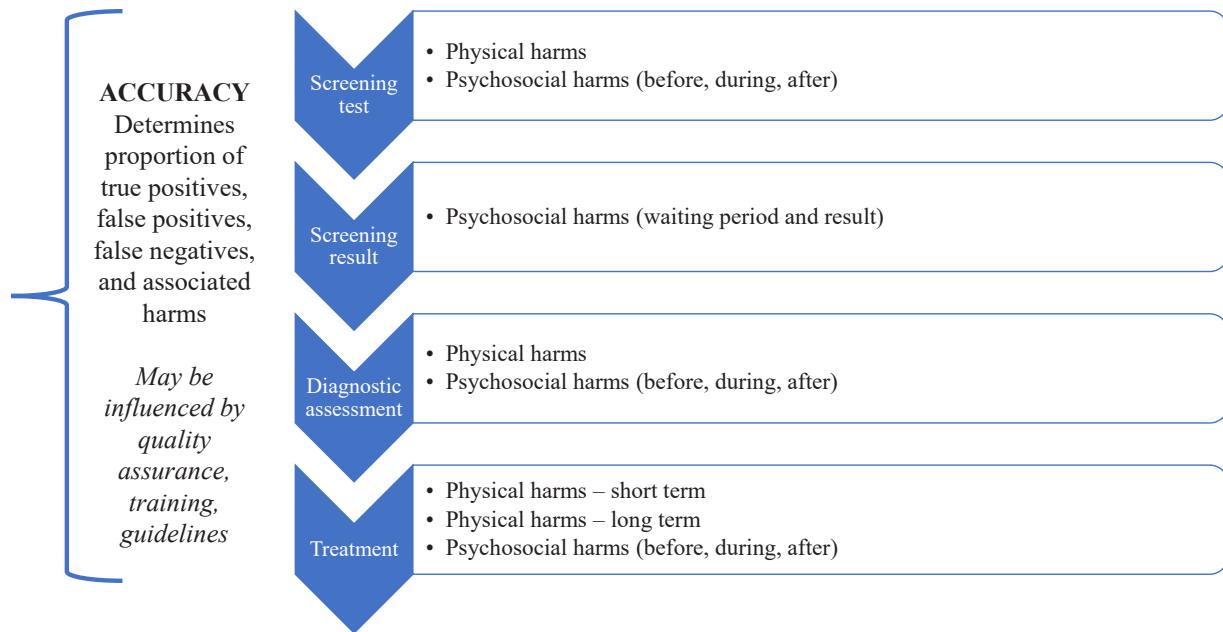 ACCURACY
Determines
proportion of
true positives,
false positives,
false negatives,
and associated
harms
May be
influenced by
quality
assurance,
training,
guidelines
Screening
test
• Physical harms
• Psychosocial harms (before, during, after)
Screening
result
• Psychosocial harms (waiting period and result)
Diagnostic
assessment
• Physical harms
• Psychosocial harms (before, during, after)
Treatment
• Physical harms – short term
• Physical harms – long term
• Psychosocial harms (before, during, after)